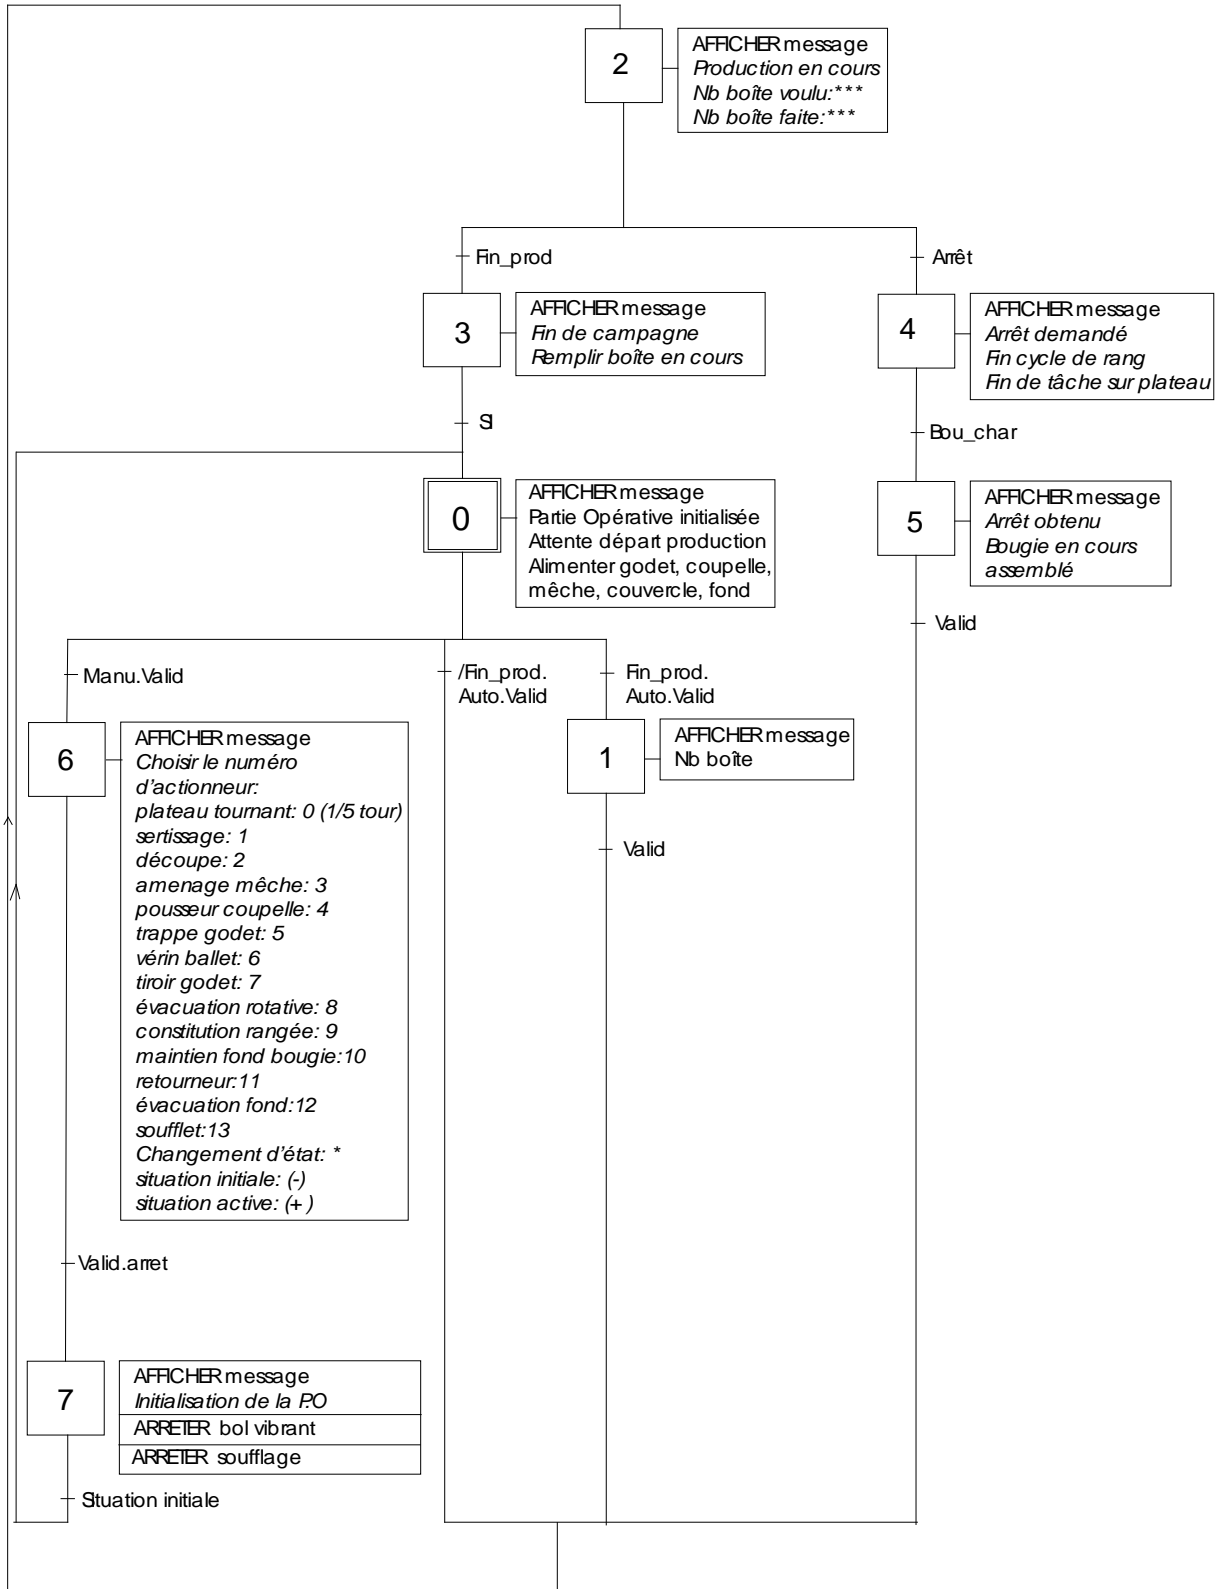 2
AFFICHER message
Production en cours
Nb boîte voulu:***
Nb boîte faite:***
Fin_prod
Arrêt
3
AFFICHER message
Fin de campagne
Remplir boîte en cours
4
AFFICHER message
Arrêt demandé
Fin cycle de rang
Fin de tâche sur plateau
SI
Bou_char
0
AFFICHER message
Partie Opérative initialisée
Attente départ production
Alimenter godet, coupelle,
mêche, couvercle, fond
5
AFFICHER message
Arrêt obtenu
Bougie en cours
assemblé
Valid
Manu.Valid
/Fin_prod.
Auto.Valid
Fin_prod.
Auto.Valid
6
AFFICHER message
Choisir le numéro
d'actionneur:
plateau tournant: 0 (1/5 tour)
sertissage: 1
découpe: 2
amenage mêche: 3
pousseur coupelle: 4
trappe godet: 5
vérin ballet: 6
tiroir godet: 7
évacuation rotative: 8
constitution rangée: 9
maintien fond bougie:10
retourneur:11
évacuation fond:12
soufflet:13
Changement d'état: *
situation initiale: (-)
situation active: (+)
1
AFFICHER message
Nb boîte
Valid
Valid.arret
7
AFFICHER message
Initialisation de la P.O
ARRETER bol vibrant
ARRETER soufflage
Situation initiale